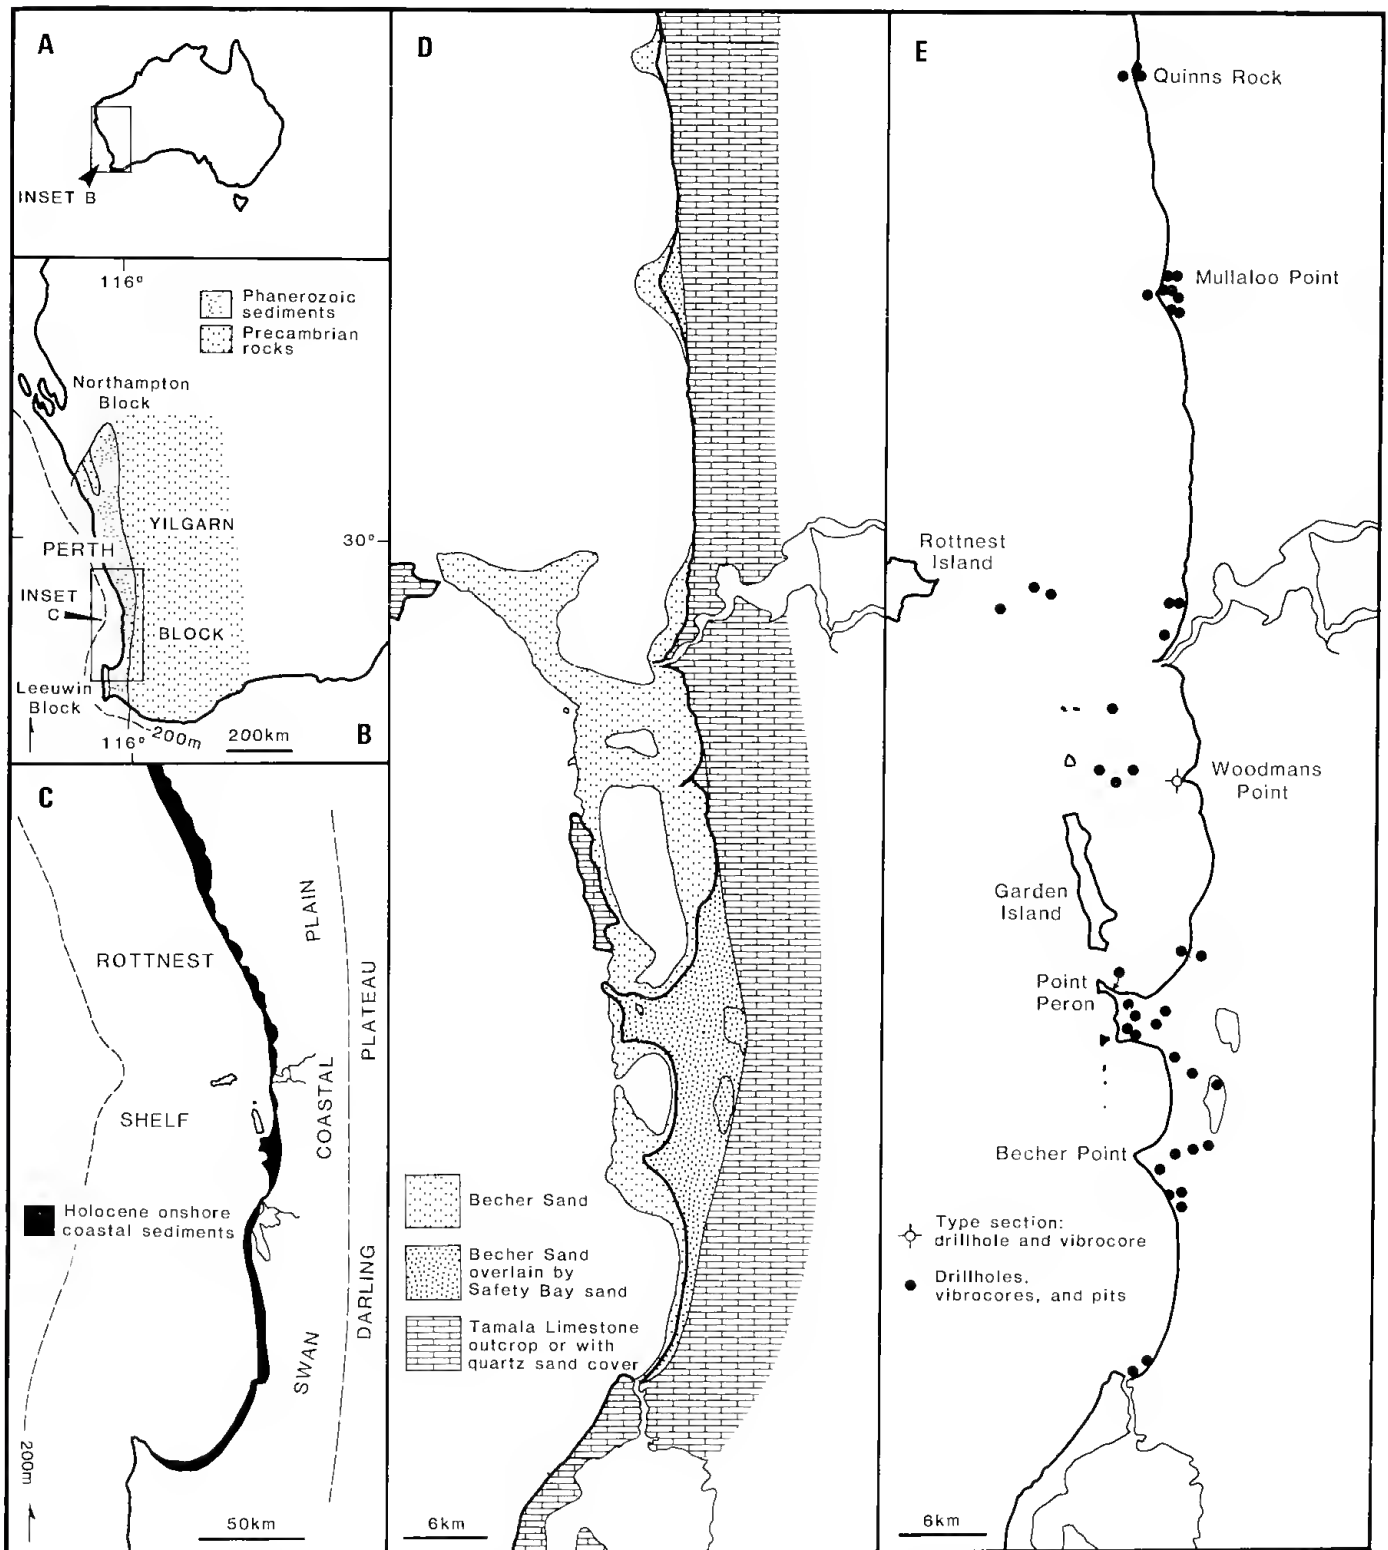 A
INSET B
116°
Phanerozoic
sediments
Precambrian
rocks
Northampton
Block
YILGARN
30°
PERTH
INSET
C
BLOCK
Leeuwin
Block
116°
200m
200km
B
C
PLAIN
ROTTNEST
PLATEAU
COASTAL
SHELF
Holocene onshore
coastal sediments
DARLING
SWAN
200m
50km
D
Becher Sand
Becher Sand
overlain by
Safety Bay sand
Tamala Limestone
outcrop or with
quartz sand cover
6km
E
Quinns Rock
Mullaloo Point
Rottnest
Island
Woodmans
Point
Garden
Island
Point
Peron
Becher Point
Type section:
drillhole and vibrocore
Drillholes,
vibrocores, and pits
6km